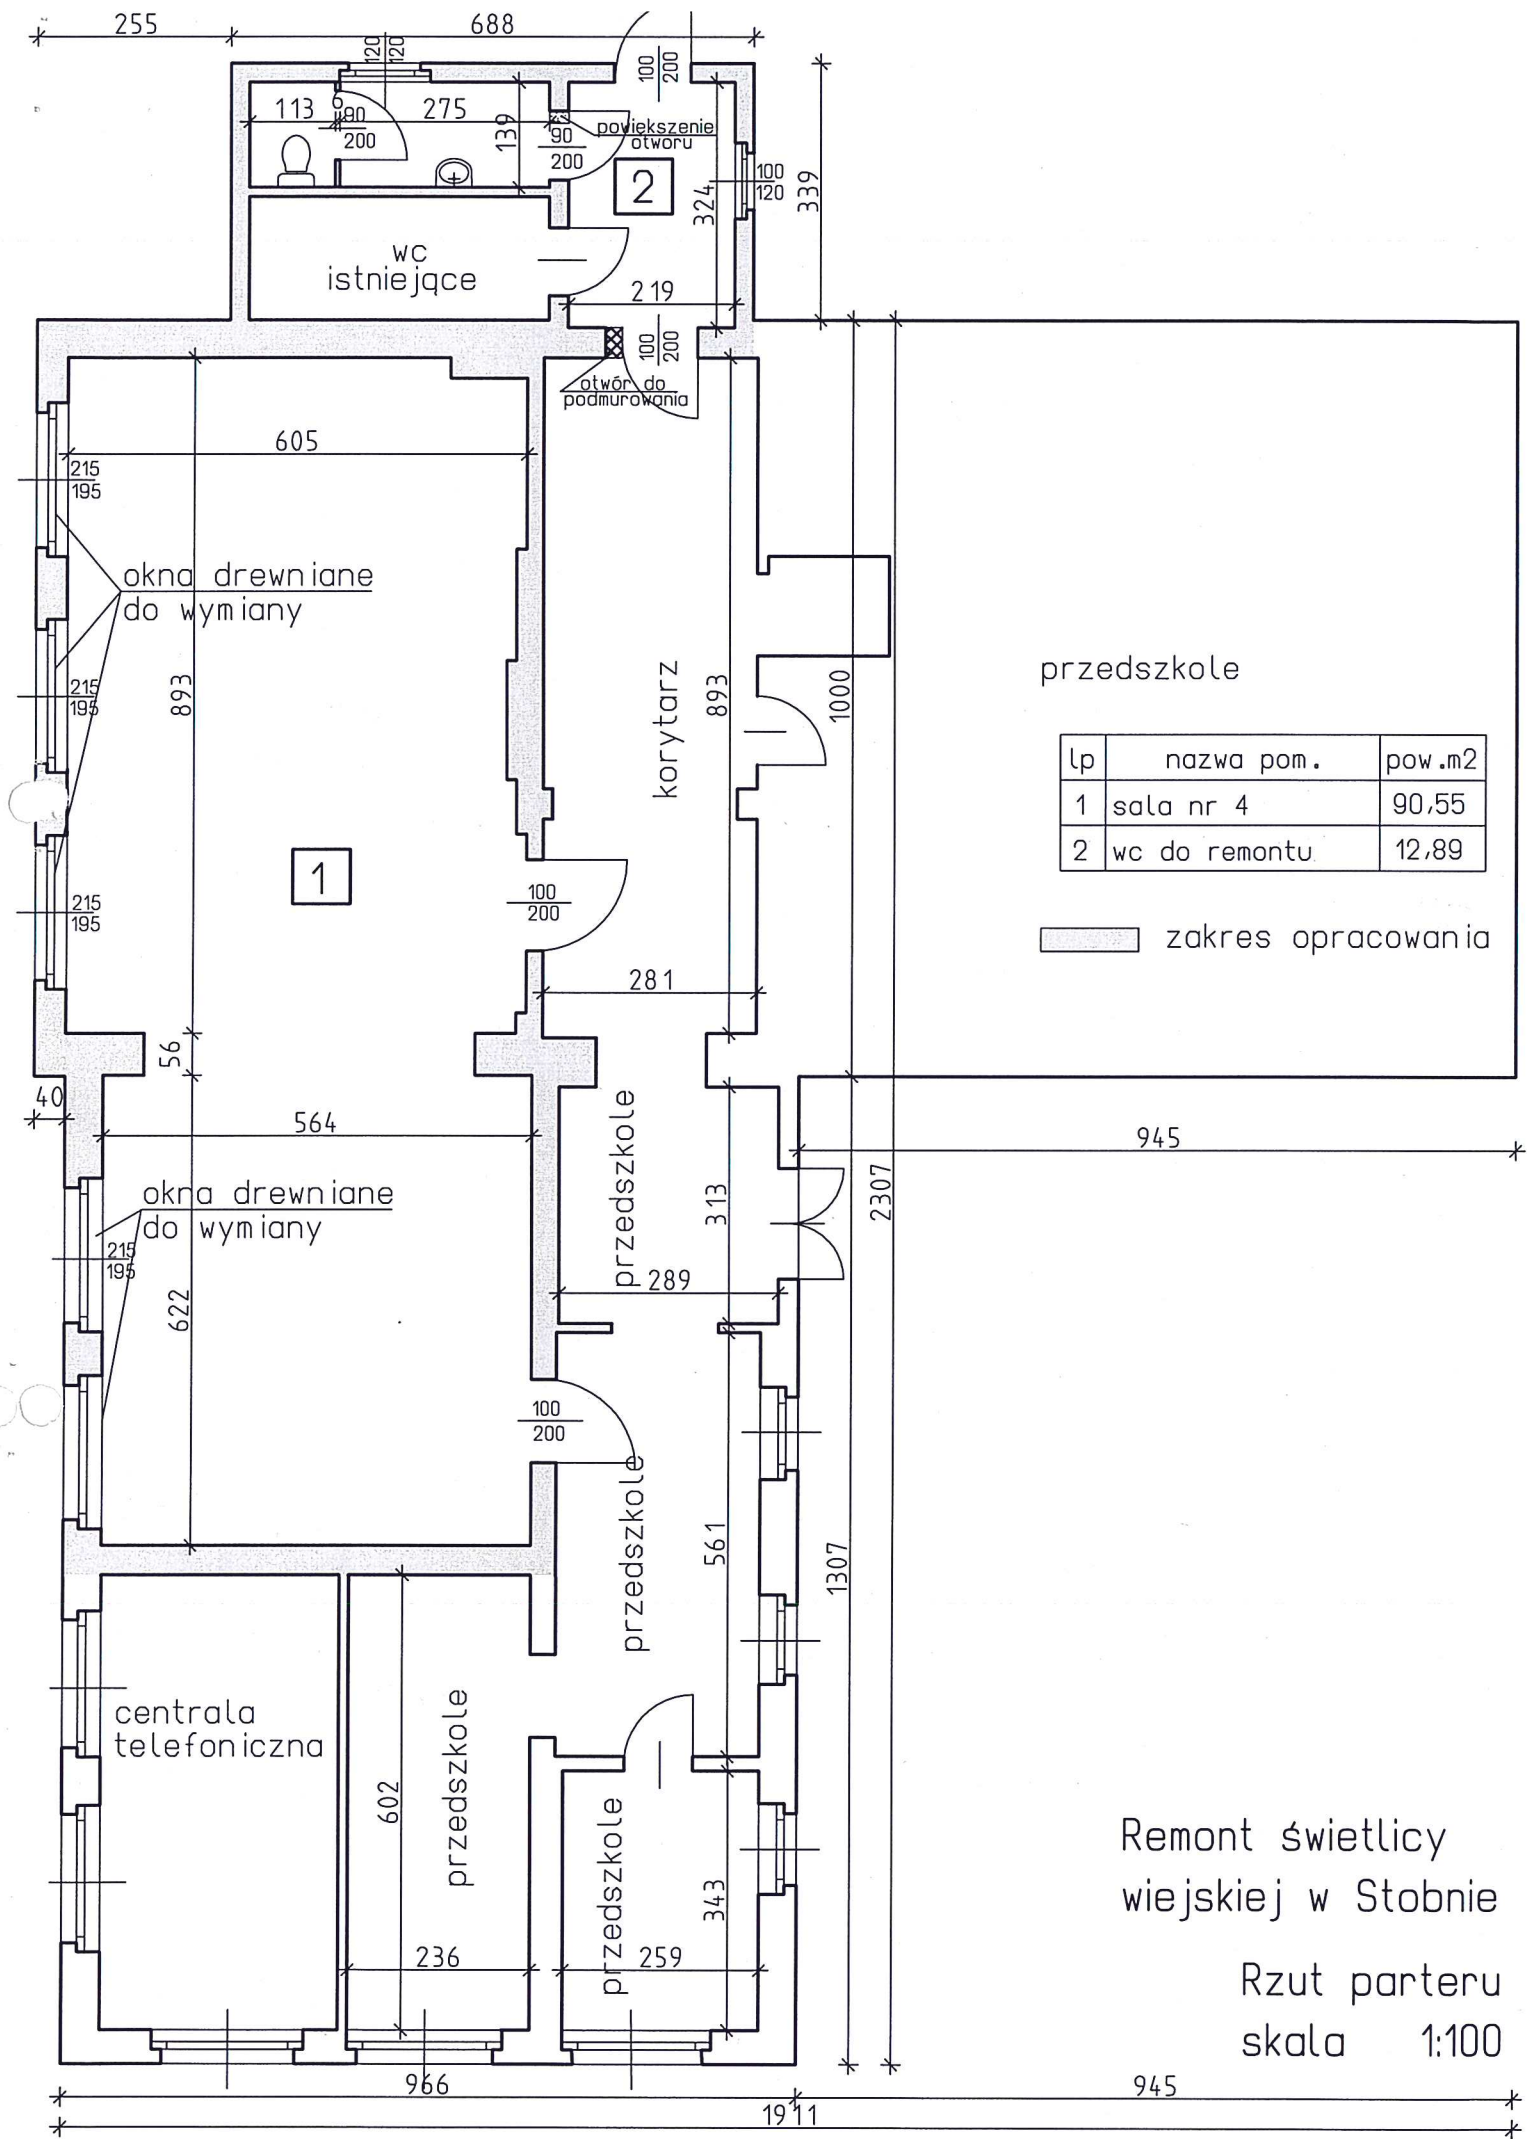 255
688
120
120
100
200
113
6
90
200
275
139
90
200
powiększenie
otworu
2
324
100
120
339
wc
istniejące
219
100
200
otwór do
podmurowania
605
215
195
okna drewniane
do wymiany
893
215
195
korytarz
893
1000
przedszkole
lp nazwa pom. pow.m2
1 sala nr 4 90,55
2 wc do remontu 12,89
zakres opracowania
1
215
195
100
200
281
56
40
564
przedszkole
313
2307
945
okna drewniane
do wymiany
215
195
622
289
100
200
przedszkole
561
1307
centrala
telefoniczna
602
przedszkole
przedszkole
343
236
259
Remont świetlicy
wiejskiej w Stobnie
Rzut parteru
skala 1:100
966
945
1911